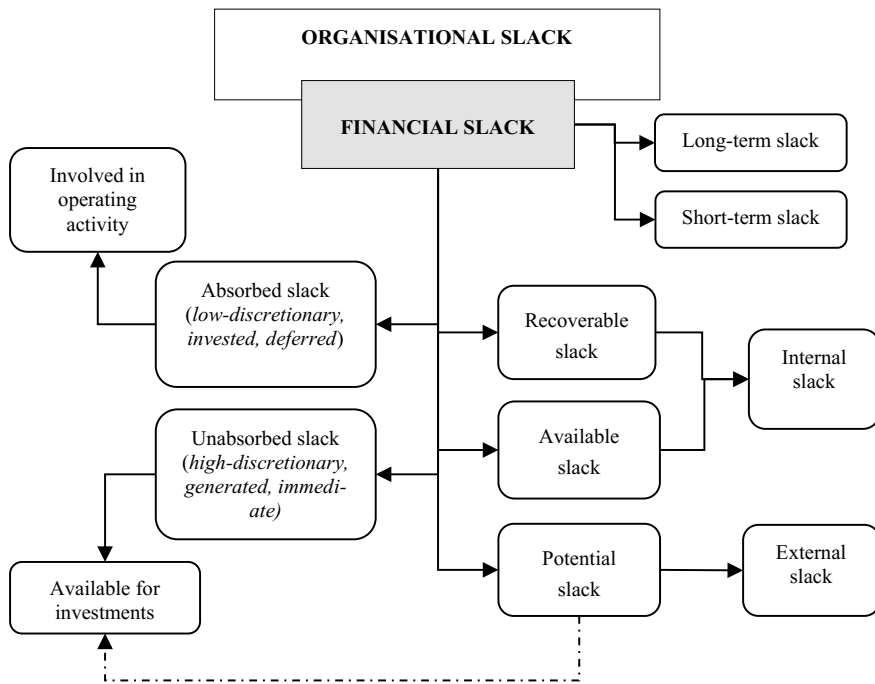 ORGANISATIONAL SLACK
FINANCIAL SLACK
Long-term slack
Short-term slack
Involved in
operating
activity
Absorbed slack
(low-discretionary,
invested, deferred)
Recoverable
slack
Internal
slack
Unabsorbed slack
(high-discretionary,
generated, immedi-
ate)
Available
slack
Available for
investments
Potential
slack
External
slack